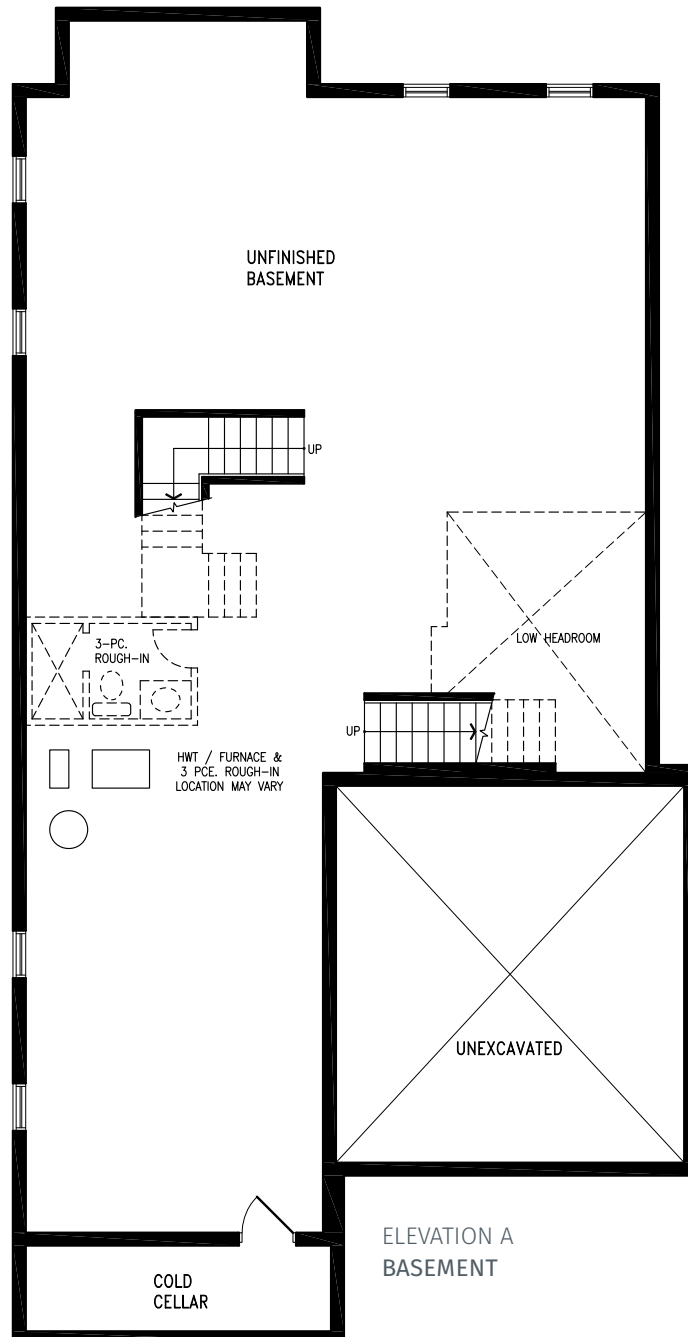 UNFINISHED
BASEMENT
UP
3-PC.
ROUGH-IN
LOW HEADROOM
UP
HWT / FURNACE &
3 PCE. ROUGH-IN
LOCATION MAY VARY
UNEXCAVATED
ELEVATION A
BASEMENT
COLD
CELLAR